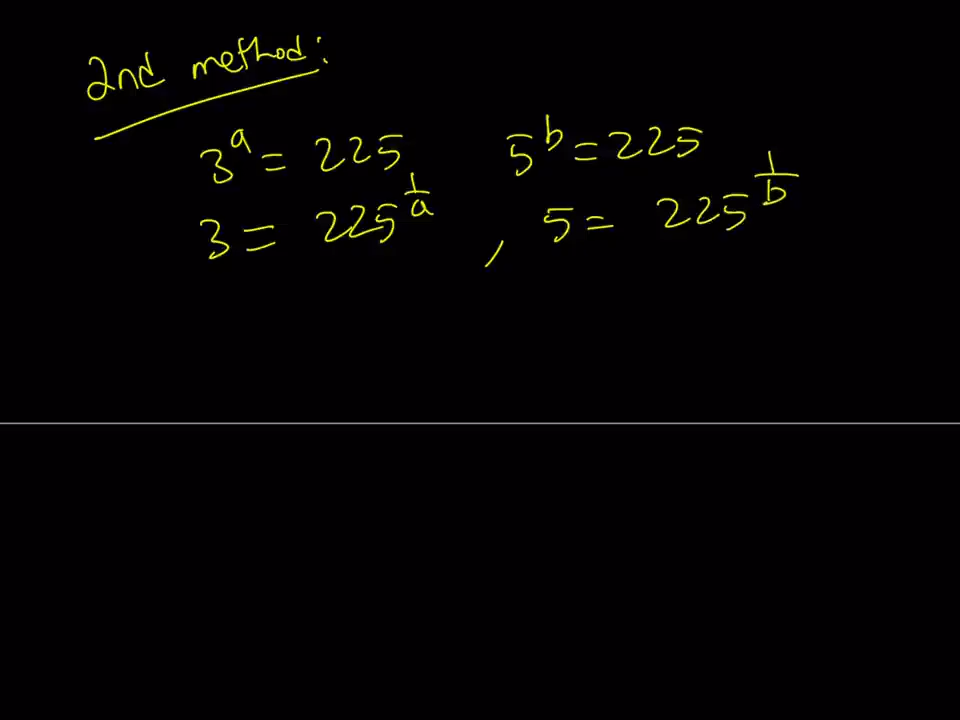 2nd method:
3^a = 225 5^b = 225
3 = 225^(1/a) , 5 = 225^(1/b)